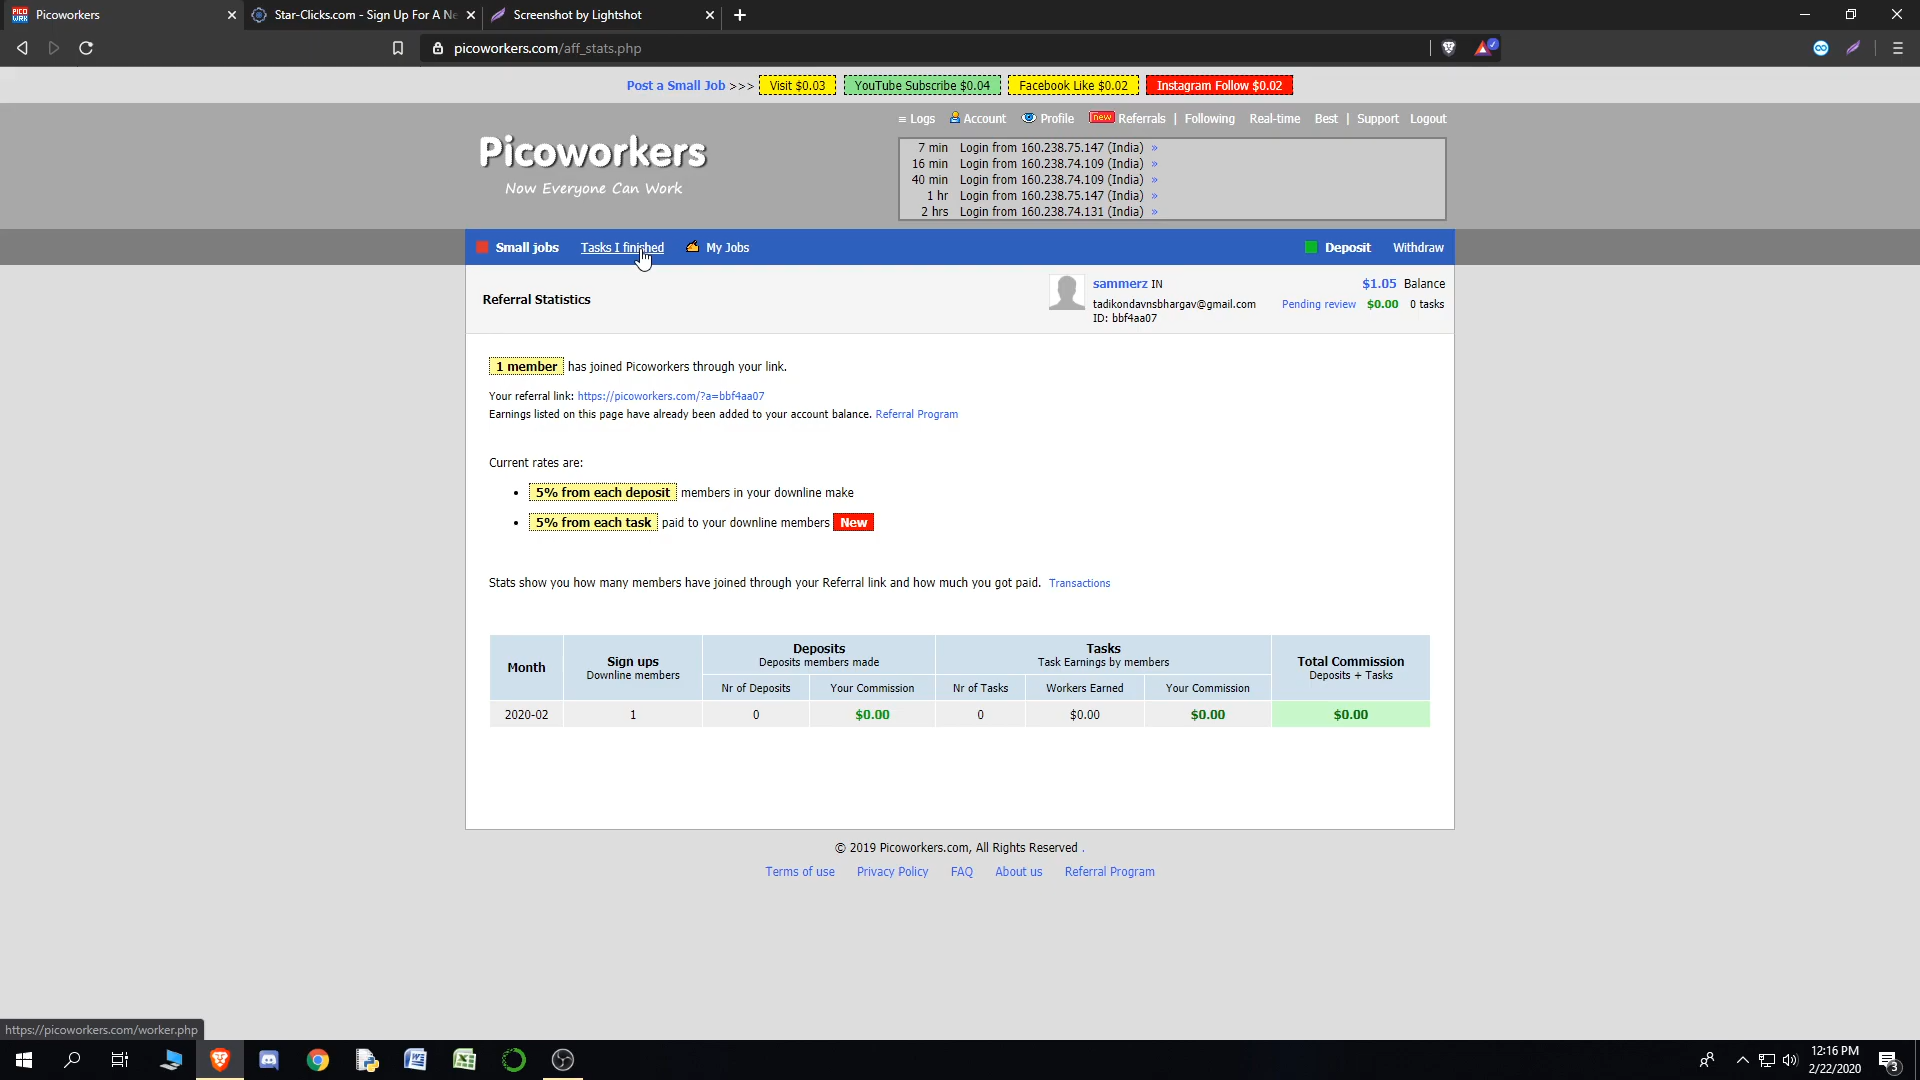 Picoworkers
Star-Clicks.com - Sign Up For A Ne
Screenshot by Lightshot
picoworkers.com/aff_stats.php
Post a Small Job >>> Visit $0.03 YouTube Subscribe $0.04 Facebook Like $0.02 Instagram Follow $0.02
≡ Logs Account Profile new Referrals | Following Real-time Best | Support Logout
Picoworkers
Now Everyone Can Work
7 min Login from 160.238.75.147 (India) »
16 min Login from 160.238.74.109 (India) »
40 min Login from 160.238.74.109 (India) »
1 hr Login from 160.238.75.147 (India) »
2 hrs Login from 160.238.74.131 (India) »
Small jobs Tasks I finished My Jobs Deposit Withdraw
Referral Statistics
sammerz IN
tadikondavnsbhargav@gmail.com
ID: bbf4aa07
$1.05 Balance
Pending review $0.00 0 tasks
1 member has joined Picoworkers through your link.
Your referral link: https://picoworkers.com/?a=bbf4aa07
Earnings listed on this page have already been added to your account balance. Referral Program
Current rates are:
• 5% from each deposit members in your downline make
• 5% from each task paid to your downline members New
Stats show you how many members have joined through your Referral link and how much you got paid. Transactions
Month
Sign ups
Downline members
Deposits
Deposits members made
Tasks
Task Earnings by members
Total Commission
Deposits + Tasks
Nr of Deposits Your Commission Nr of Tasks Workers Earned Your Commission
2020-02 1 0 $0.00 0 $0.00 $0.00 $0.00
© 2019 Picoworkers.com, All Rights Reserved .
Terms of use Privacy Policy FAQ About us Referral Program
https://picoworkers.com/worker.php
12:16 PM
2/22/2020
3